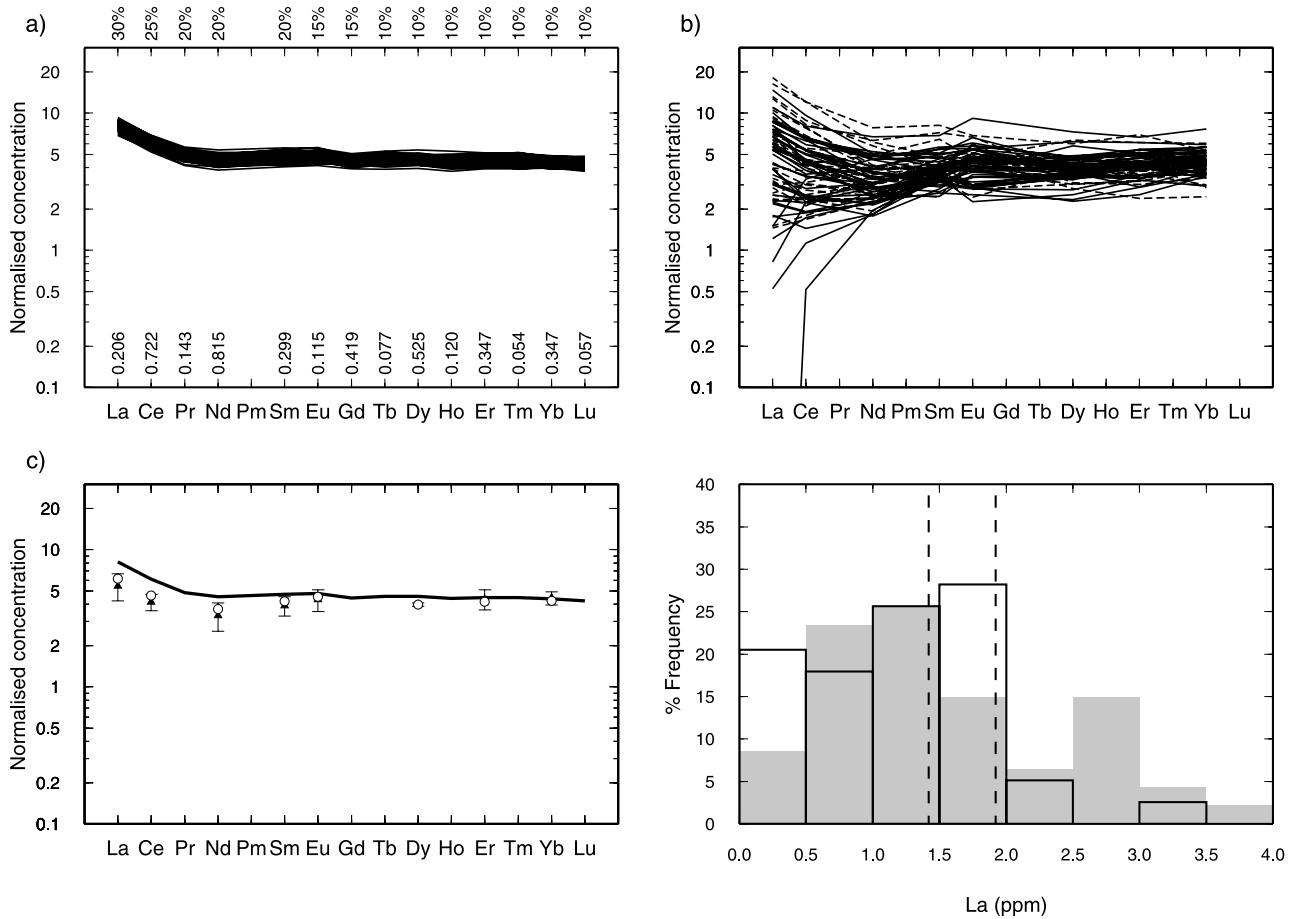 a)
30% 25% 20% 20% 20% 15% 15% 10% 10% 10% 10% 10% 10% 10%
Normalised concentration
20
10
5
2
1
0.5
0.2
0.1
0.206 0.722 0.143 0.815 0.299 0.115 0.419 0.077 0.525 0.120 0.347 0.054 0.347 0.057
La Ce Pr Nd Pm Sm Eu Gd Tb Dy Ho Er Tm Yb Lu
b)
Normalised concentration
20
10
5
2
1
0.5
0.2
0.1
La Ce Pr Nd Pm Sm Eu Gd Tb Dy Ho Er Tm Yb Lu
c)
Normalised concentration
20
10
5
2
1
0.5
0.2
0.1
La Ce Pr Nd Pm Sm Eu Gd Tb Dy Ho Er Tm Yb Lu
% Frequency
40
35
30
25
20
15
10
5
0
0.0 0.5 1.0 1.5 2.0 2.5 3.0 3.5 4.0
La (ppm)